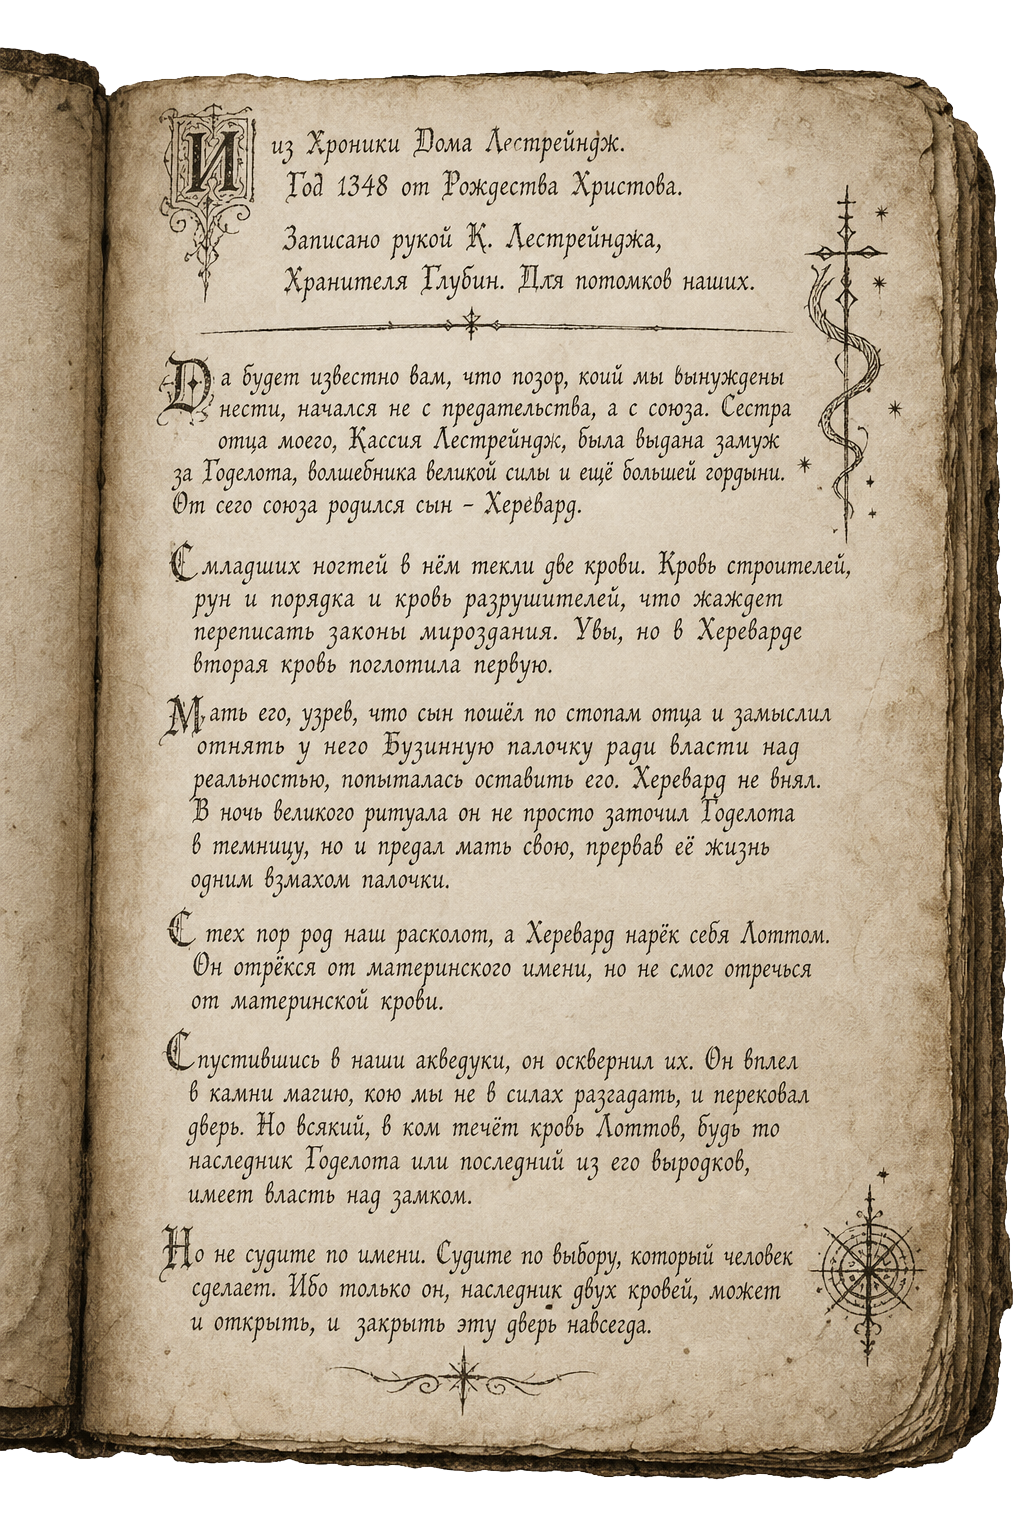 И из Хроники Дома Лестрейндж.
Год 1348 от Рождества Христова.
Записано рукой К. Лестрейнджа,
Хранителя Глубин. Для потомков наших.
Да будет известно вам, что позор, коий мы вынуждены
нести, начался не с предательства, а с союза. Сестра
отца моего, Кассия Лестрейндж, была выдана замуж
за Годелота, волшебника великой силы и ещё большей гордыни.
От сего союза родился сын – Херевард.
С младших ногтей в нём текли две крови. Кровь строителей,
рун и порядка и кровь разрушителей, что жаждет
переписать законы мироздания. Увы, но в Хереварде
вторая кровь поглотила первую.
Мать его, узрев, что сын пошёл по стопам отца и замыслил
отнять у него Бузинную палочку ради власти над
реальностью, попыталась оставить его. Херевард не внял.
В ночь великого ритуала он не просто заточил Годелота
в темницу, но и предал мать свою, прервав её жизнь
одним взмахом палочки.
С тех пор род наш расколот, а Херевард нарёк себя Лоттом.
Он отрёкся от материнского имени, но не смог отречься
от материнской крови.
Спустившись в наши акведуки, он осквернил их. Он вплел
в камни магию, кою мы не в силах разгадать, и перековал
дверь. Но всякий, в ком течёт кровь Лоттов, будь то
наследник Годелота или последний из его выродков,
имеет власть над замком.
Но не судите по имени. Судите по выбору, который человек
сделает. Ибо только он, наследник двух кровей, может
и открыть, и закрыть эту дверь навсегда.